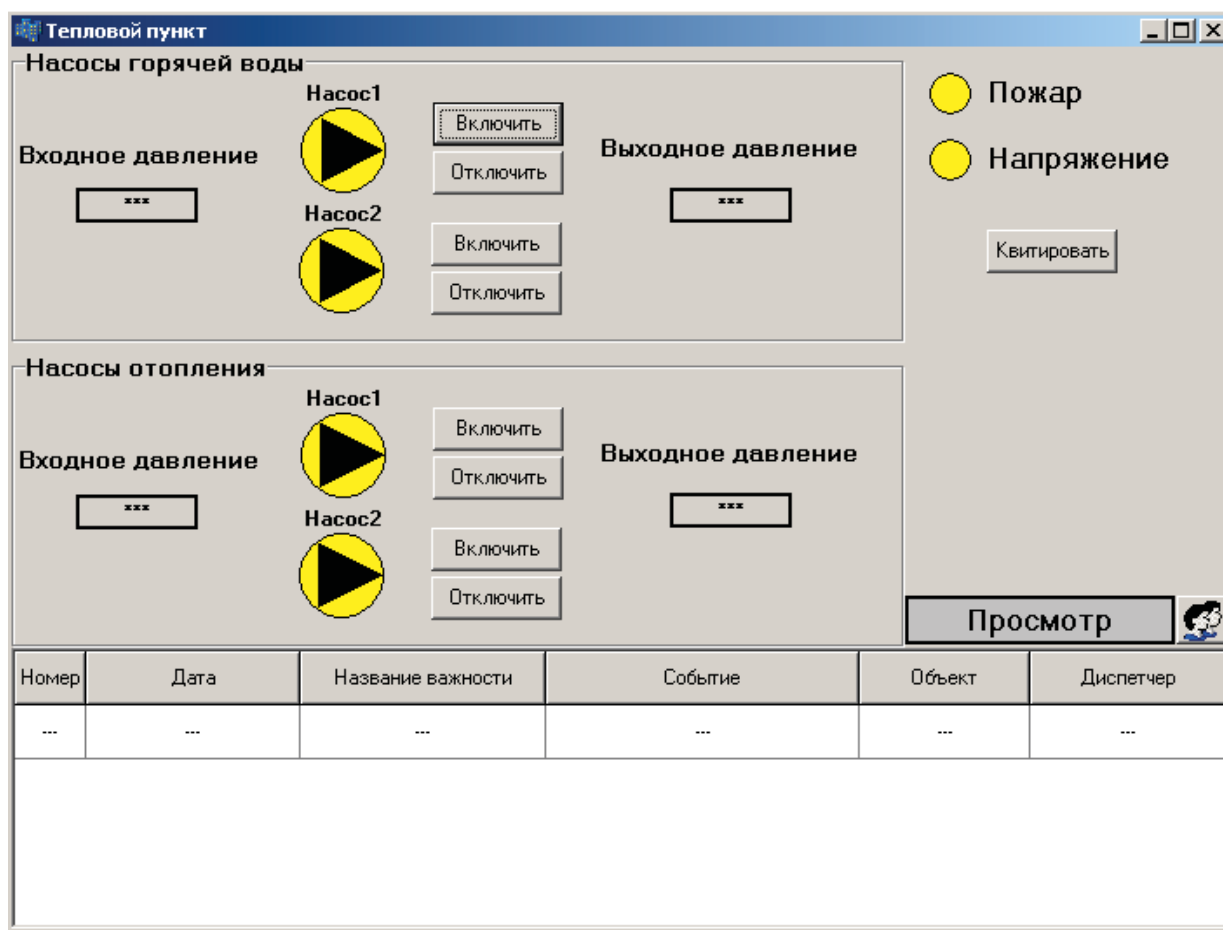 Тепловой пункт
Насосы горячей воды
Насос1
Входное давление
***
Включить
Отключить
Выходное давление
***
Насос2
Включить
Отключить
Пожар
Напряжение
Квитировать
Насосы отопления
Насос1
Входное давление
***
Включить
Отключить
Выходное давление
***
Насос2
Включить
Отключить
Просмотр
Номер Дата Название важности Событие Объект Диспетчер
--- --- --- --- --- ---